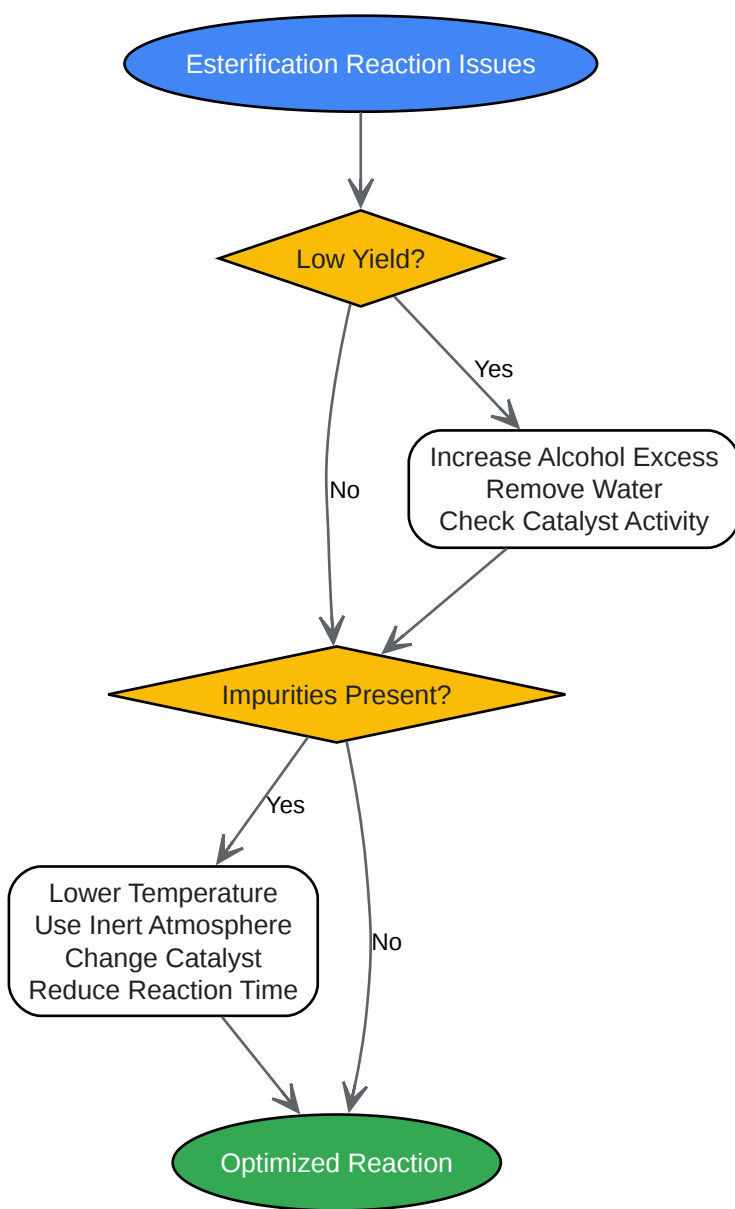 Esterification Reaction Issues
Low Yield?
Yes
Increase Alcohol Excess
Remove Water
Check Catalyst Activity
No
Impurities Present?
Yes
Lower Temperature
Use Inert Atmosphere
Change Catalyst
Reduce Reaction Time
No
Optimized Reaction